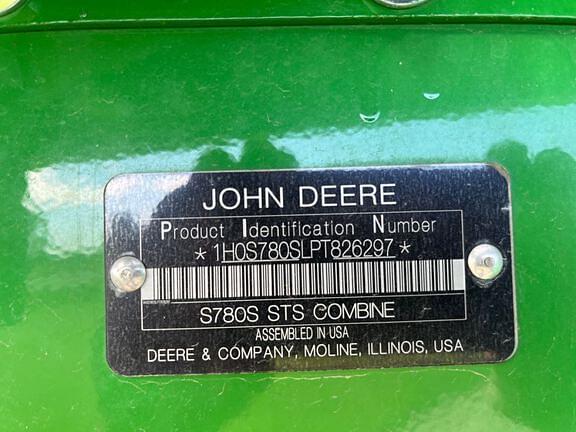 JOHN DEERE
Product Identification Number
*1H0S780SLPT826297*
S780S STS COMBINE
ASSEMBLED IN USA
DEERE & COMPANY, MOLINE, ILLINOIS, USA